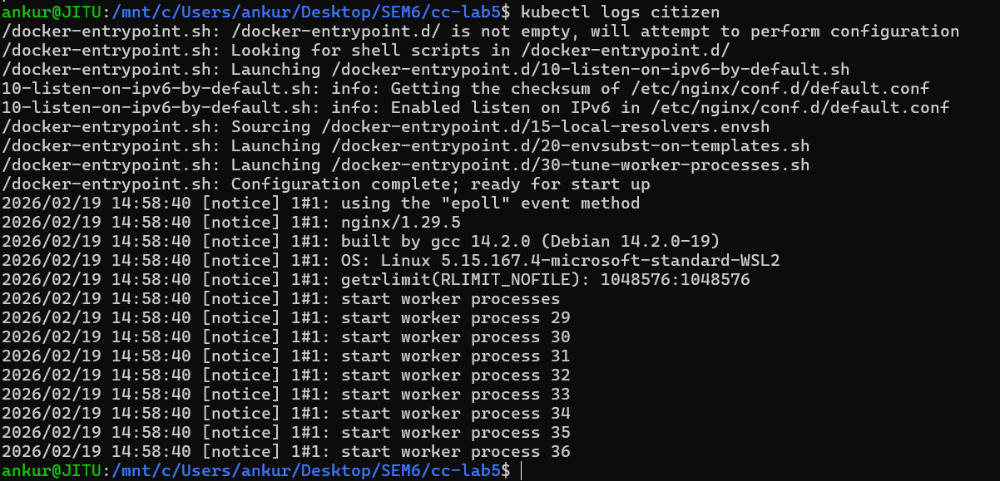 ankur@JITU:/mnt/c/Users/ankur/Desktop/SEM6/cc-lab5$ kubectl logs citizen
/docker-entrypoint.sh: /docker-entrypoint.d/ is not empty, will attempt to perform configuration
/docker-entrypoint.sh: Looking for shell scripts in /docker-entrypoint.d/
/docker-entrypoint.sh: Launching /docker-entrypoint.d/10-listen-on-ipv6-by-default.sh
10-listen-on-ipv6-by-default.sh: info: Getting the checksum of /etc/nginx/conf.d/default.conf
10-listen-on-ipv6-by-default.sh: info: Enabled listen on IPv6 in /etc/nginx/conf.d/default.conf
/docker-entrypoint.sh: Sourcing /docker-entrypoint.d/15-local-resolvers.envsh
/docker-entrypoint.sh: Launching /docker-entrypoint.d/20-envsubst-on-templates.sh
/docker-entrypoint.sh: Launching /docker-entrypoint.d/30-tune-worker-processes.sh
/docker-entrypoint.sh: Configuration complete; ready for start up
2026/02/19 14:58:40 [notice] 1#1: using the "epoll" event method
2026/02/19 14:58:40 [notice] 1#1: nginx/1.29.5
2026/02/19 14:58:40 [notice] 1#1: built by gcc 14.2.0 (Debian 14.2.0-19)
2026/02/19 14:58:40 [notice] 1#1: OS: Linux 5.15.167.4-microsoft-standard-WSL2
2026/02/19 14:58:40 [notice] 1#1: getrlimit(RLIMIT_NOFILE): 1048576:1048576
2026/02/19 14:58:40 [notice] 1#1: start worker processes
2026/02/19 14:58:40 [notice] 1#1: start worker process 29
2026/02/19 14:58:40 [notice] 1#1: start worker process 30
2026/02/19 14:58:40 [notice] 1#1: start worker process 31
2026/02/19 14:58:40 [notice] 1#1: start worker process 32
2026/02/19 14:58:40 [notice] 1#1: start worker process 33
2026/02/19 14:58:40 [notice] 1#1: start worker process 34
2026/02/19 14:58:40 [notice] 1#1: start worker process 35
2026/02/19 14:58:40 [notice] 1#1: start worker process 36
ankur@JITU:/mnt/c/Users/ankur/Desktop/SEM6/cc-lab5$